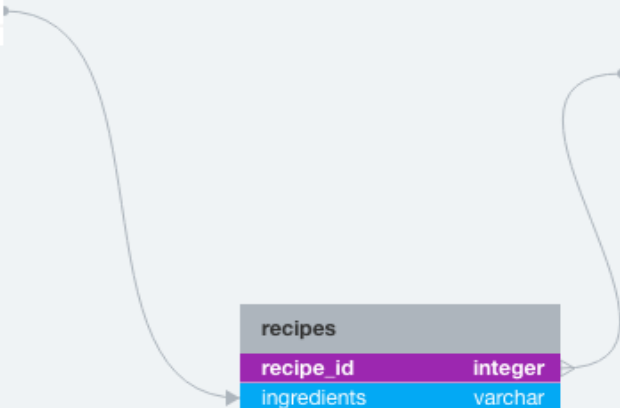 recipes
recipe_id integer
ingredients varchar